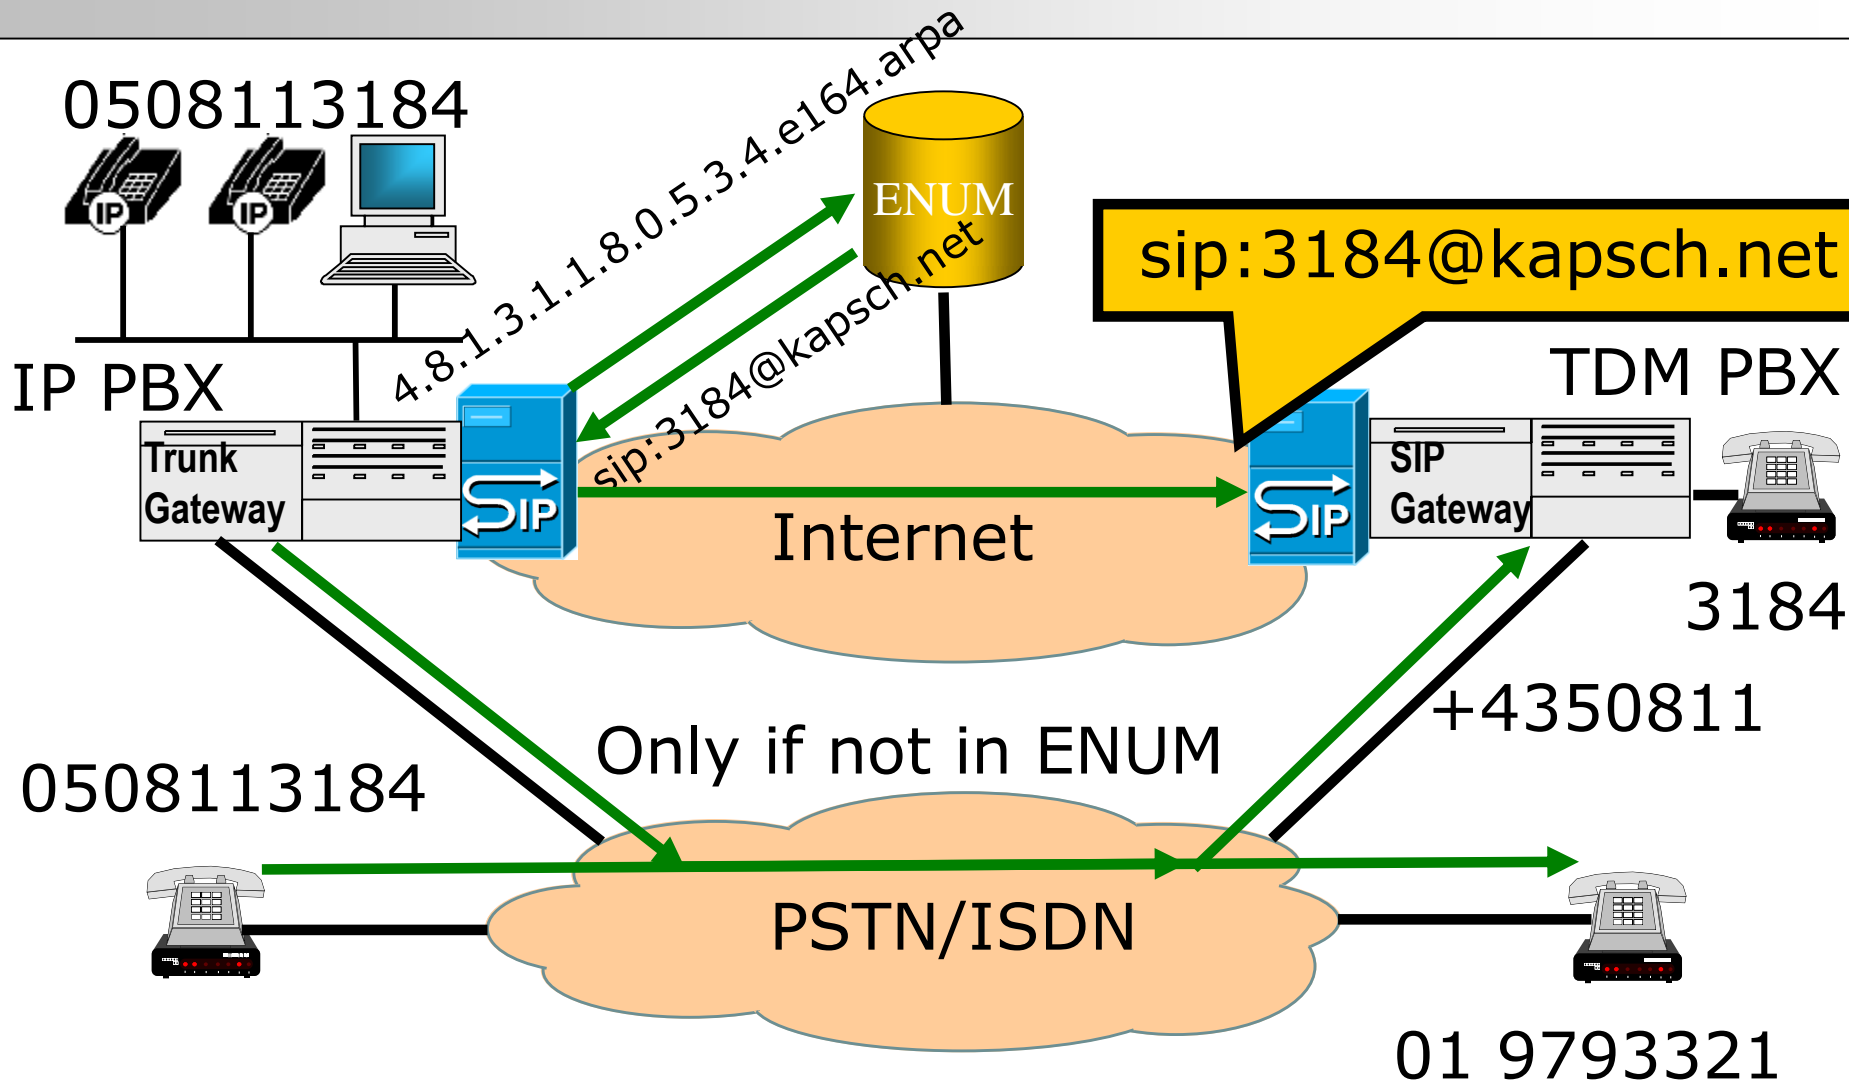 0508113184
IP
IP
4.8.1.3.1.1.8.0.5.3.4.e164.arpa
ENUM
sip:3184@kapsch.net
sip:3184@kapsch.net
IP PBX
TDM PBX
Trunk
Gateway
SIP
SIP
SIP
Gateway
Internet
3184
+4350811
Only if not in ENUM
0508113184
PSTN/ISDN
01 9793321